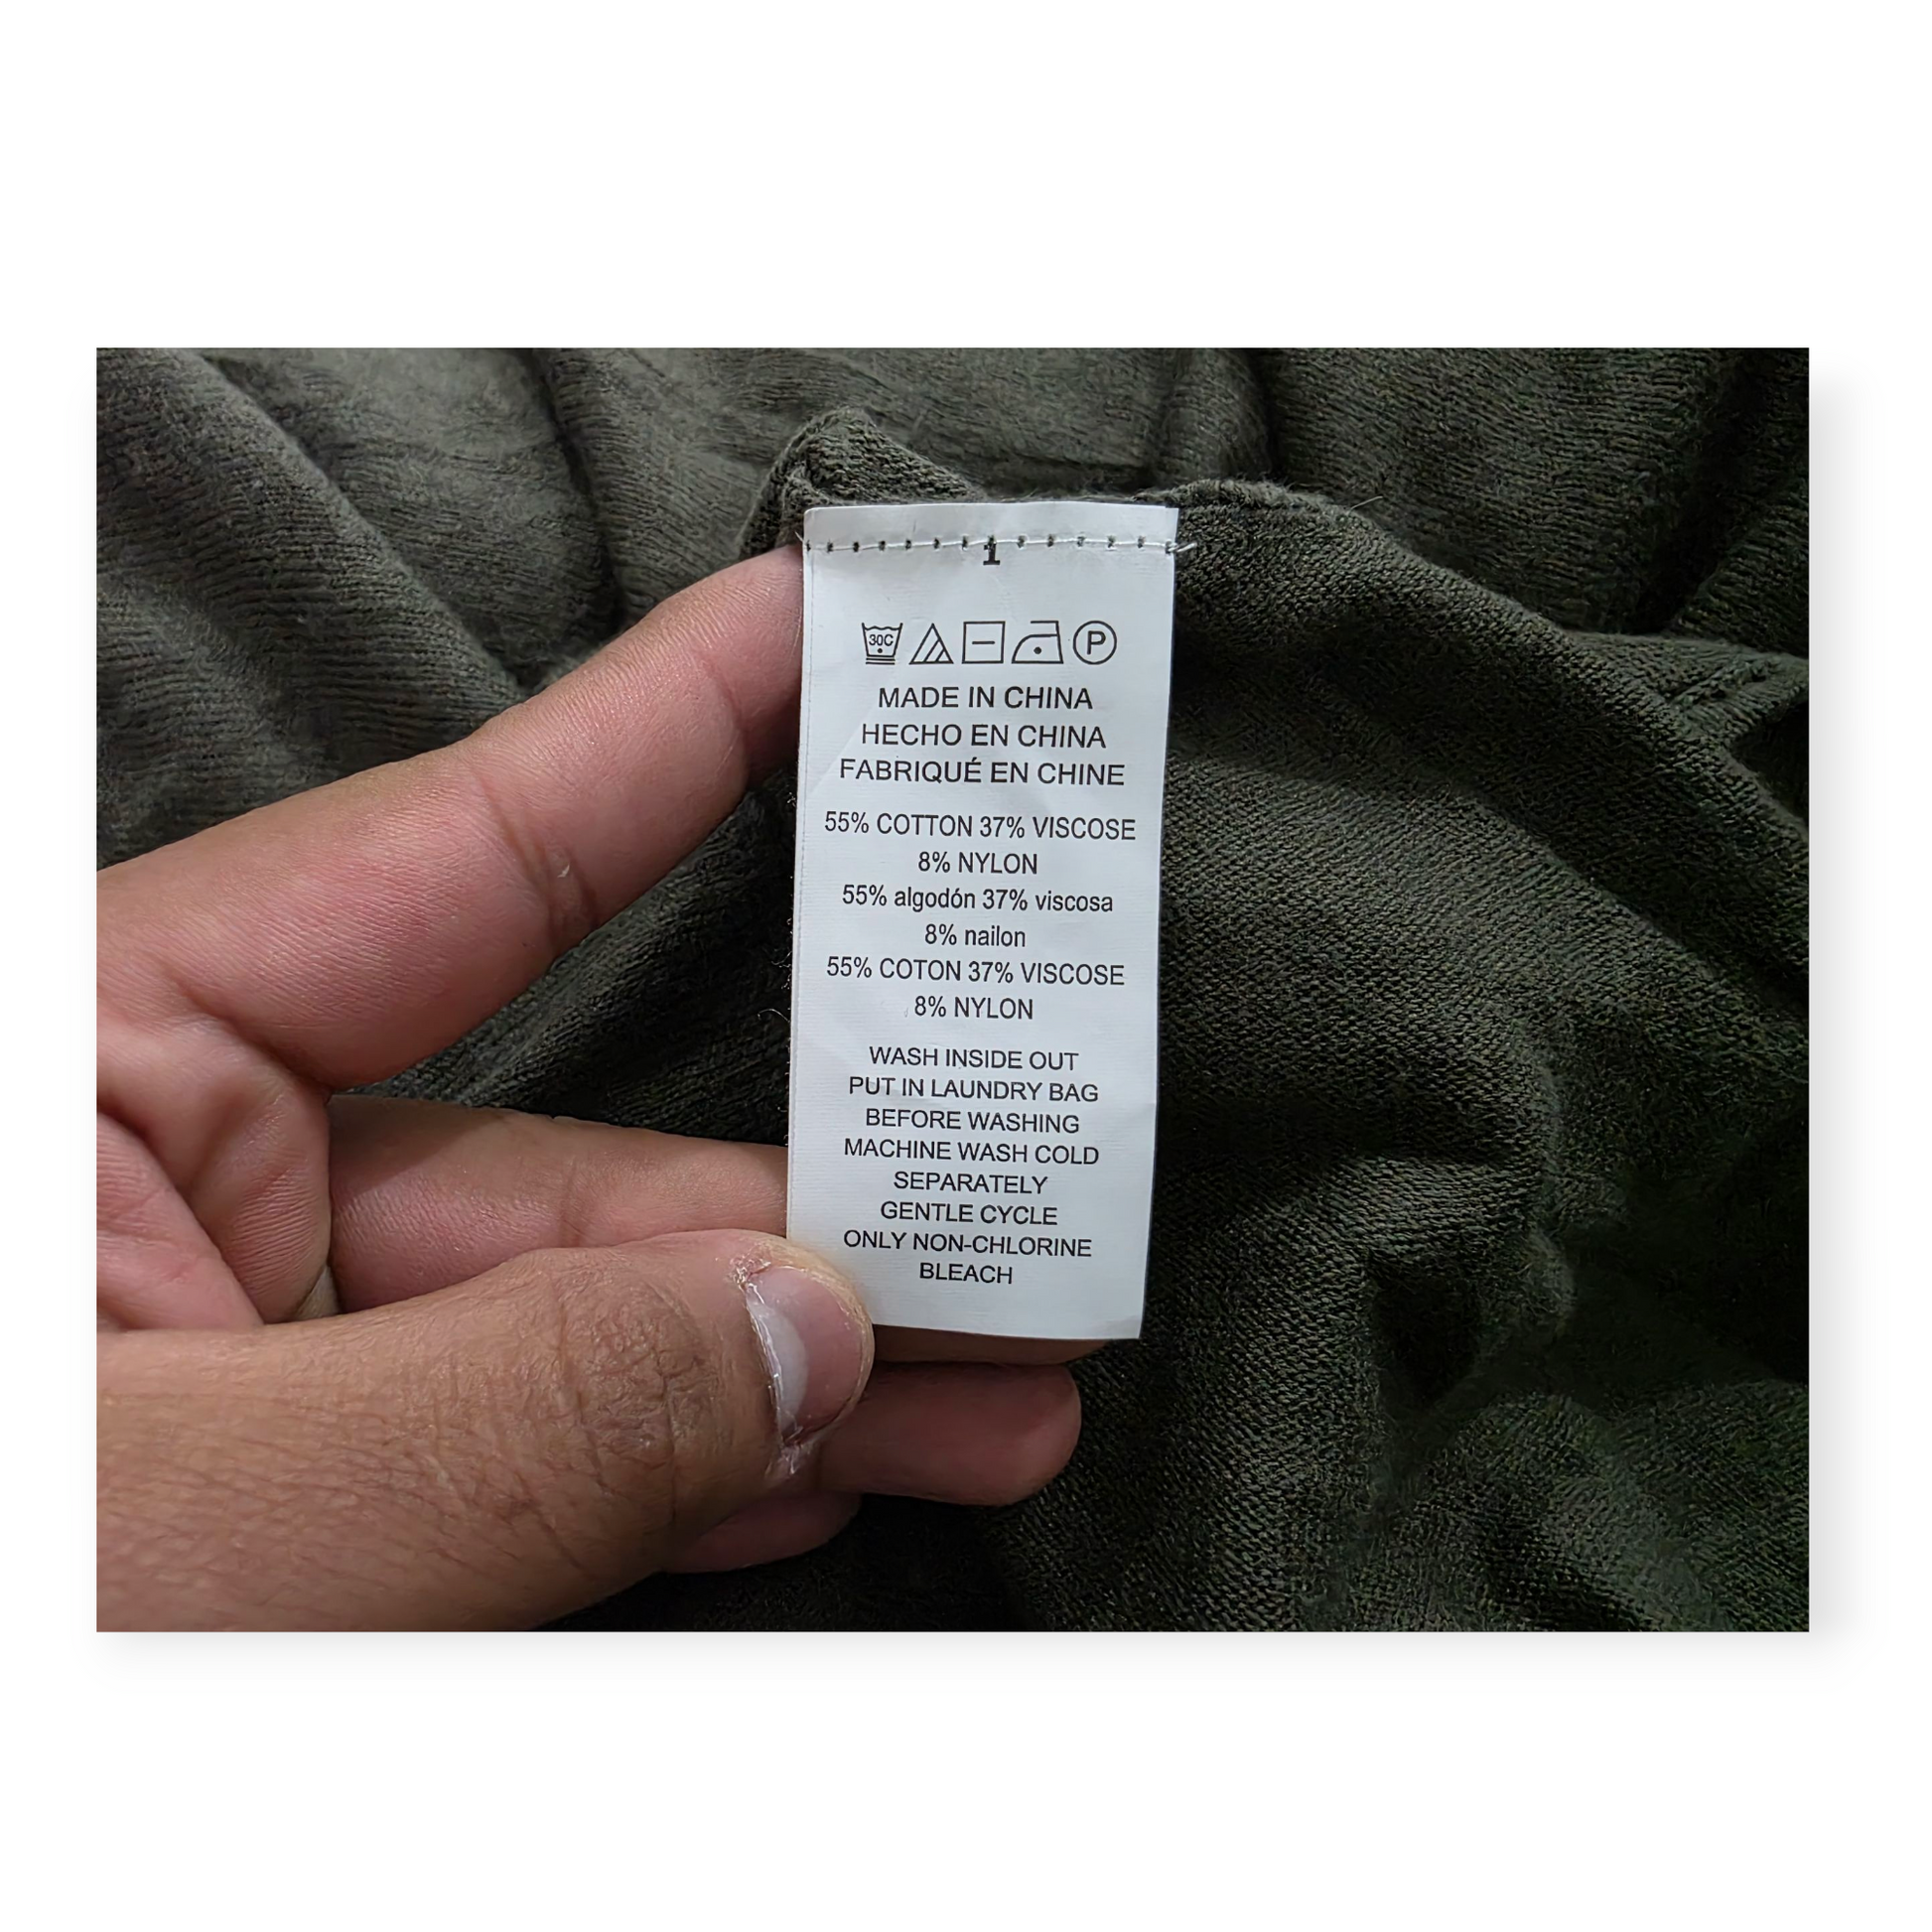 1
30C P
MADE IN CHINA
HECHO EN CHINA
FABRIQUÉ EN CHINE
55% COTTON 37% VISCOSE
8% NYLON
55% algodón 37% viscosa
8% nailon
55% COTON 37% VISCOSE
8% NYLON
WASH INSIDE OUT
PUT IN LAUNDRY BAG
BEFORE WASHING
MACHINE WASH COLD
SEPARATELY
GENTLE CYCLE
ONLY NON-CHLORINE
BLEACH